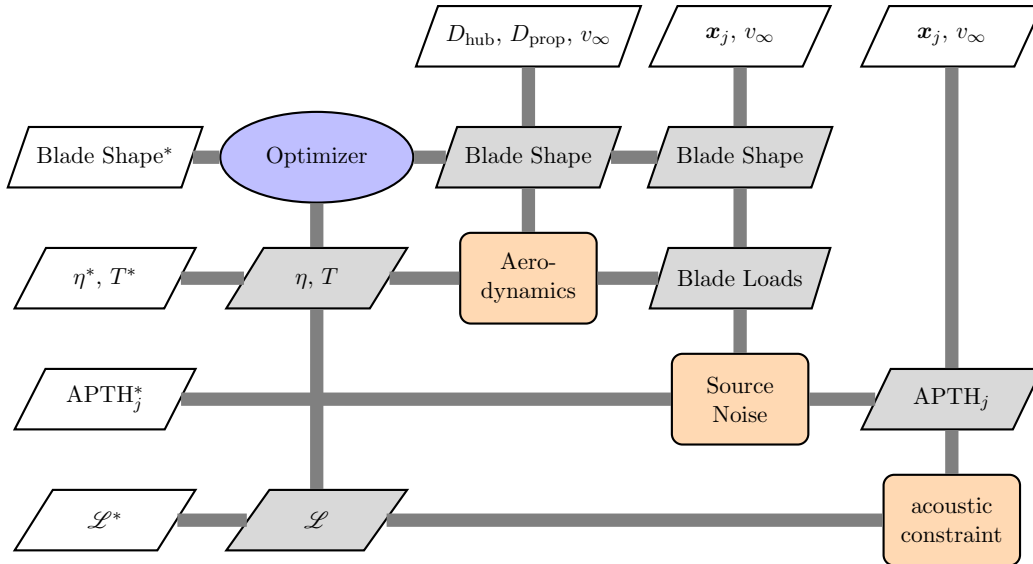 D_hub, D_prop, v_∞
x_j, v_∞
x_j, v_∞
Blade Shape*
Optimizer
Blade Shape
Blade Shape
η*, T*
η, T
Aero-
dynamics
Blade Loads
APTH*_j
Source
Noise
APTH_j
ℒ*
ℒ
acoustic
constraint